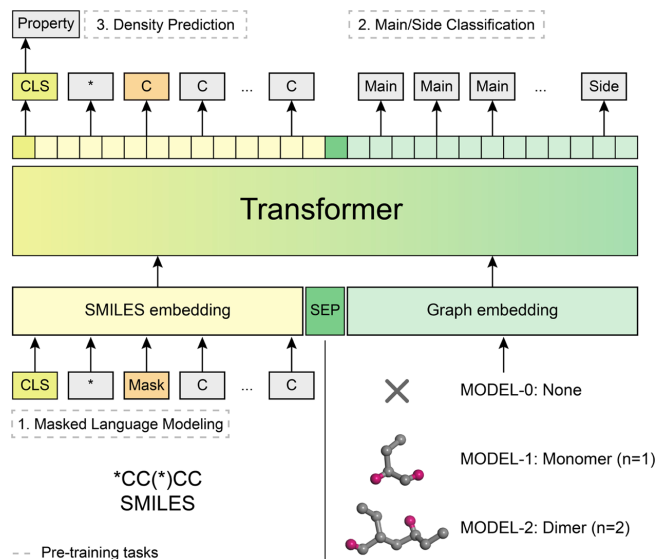 Property
3. Density Prediction
2. Main/Side Classification
CLS * C C ... C
Main Main Main ... Side
Transformer
SMILES embedding
SEP
Graph embedding
CLS * Mask C ... C
1. Masked Language Modeling
MODEL-0: None
*CC(*)CC
SMILES
MODEL-1: Monomer (n=1)
MODEL-2: Dimer (n=2)
Pre-training tasks